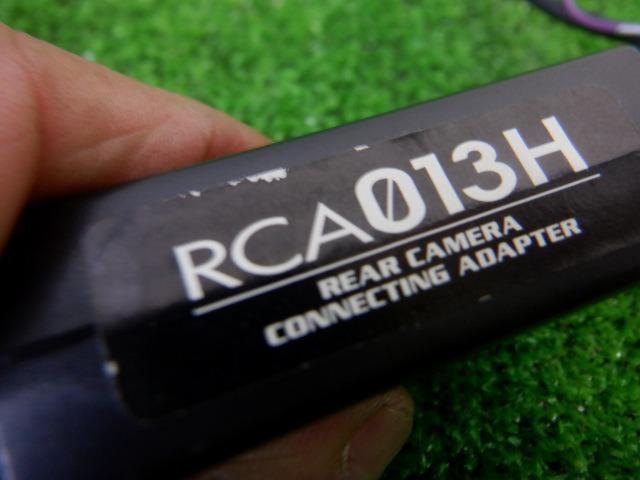 RCA013H
REAR CAMERA
CONNECTING ADAPTER